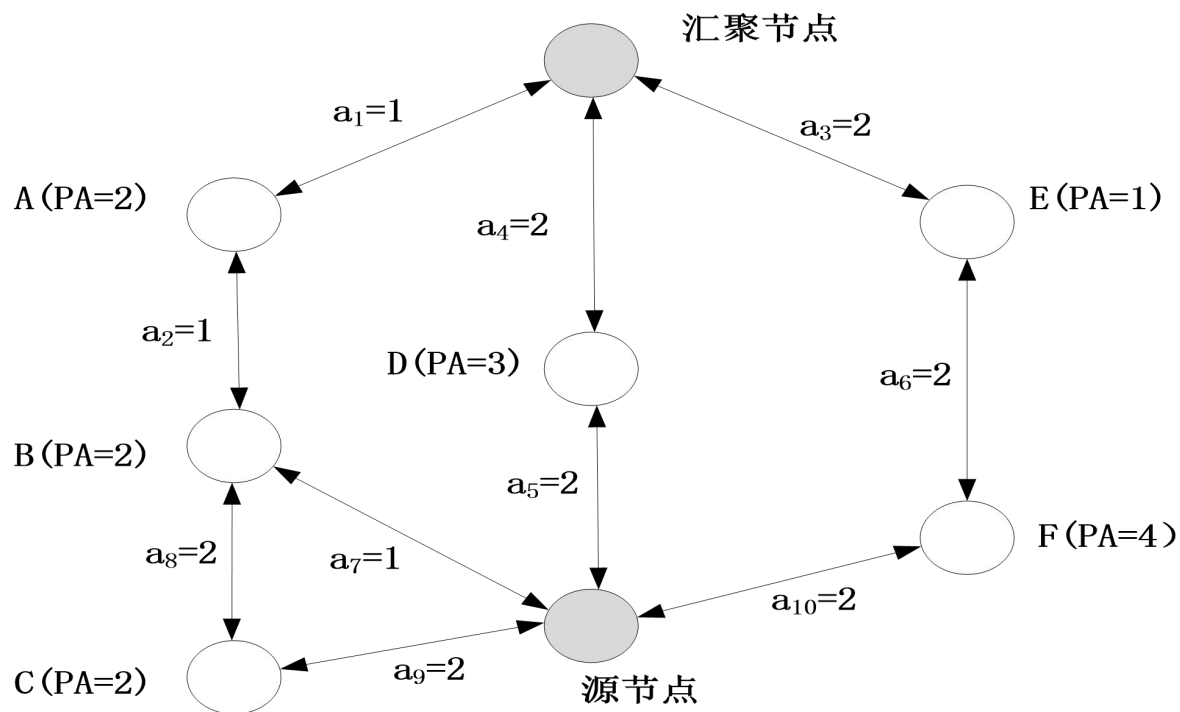 汇聚节点
a₁=1
a₃=2
A(PA=2)
E(PA=1)
a₄=2
a₂=1
D(PA=3)
a₆=2
B(PA=2)
a₅=2
a₈=2
a₇=1
F(PA=4)
a₁₀=2
a₉=2
C(PA=2)
源节点